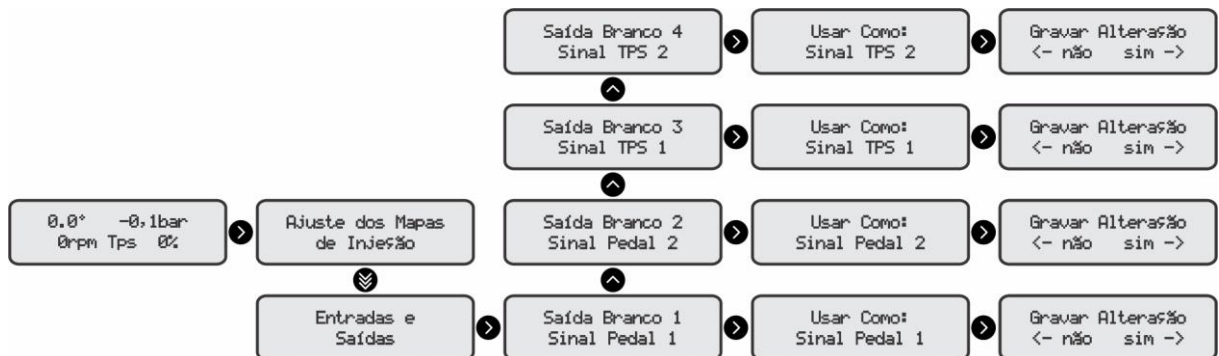 Saída Branco 4
Sinal TPS 2
Usar Como:
Sinal TPS 2
Gravar Alteração
<- não sim ->
Saída Branco 3
Sinal TPS 1
Usar Como:
Sinal TPS 1
Gravar Alteração
<- não sim ->
0.0° -0,1bar
0rpm Tps 0%
Ajuste dos Mapas
de Injeção
Saída Branco 2
Sinal Pedal 2
Usar Como:
Sinal Pedal 2
Gravar Alteração
<- não sim ->
Entradas e
Saídas
Saída Branco 1
Sinal Pedal 1
Usar Como:
Sinal Pedal 1
Gravar Alteração
<- não sim ->